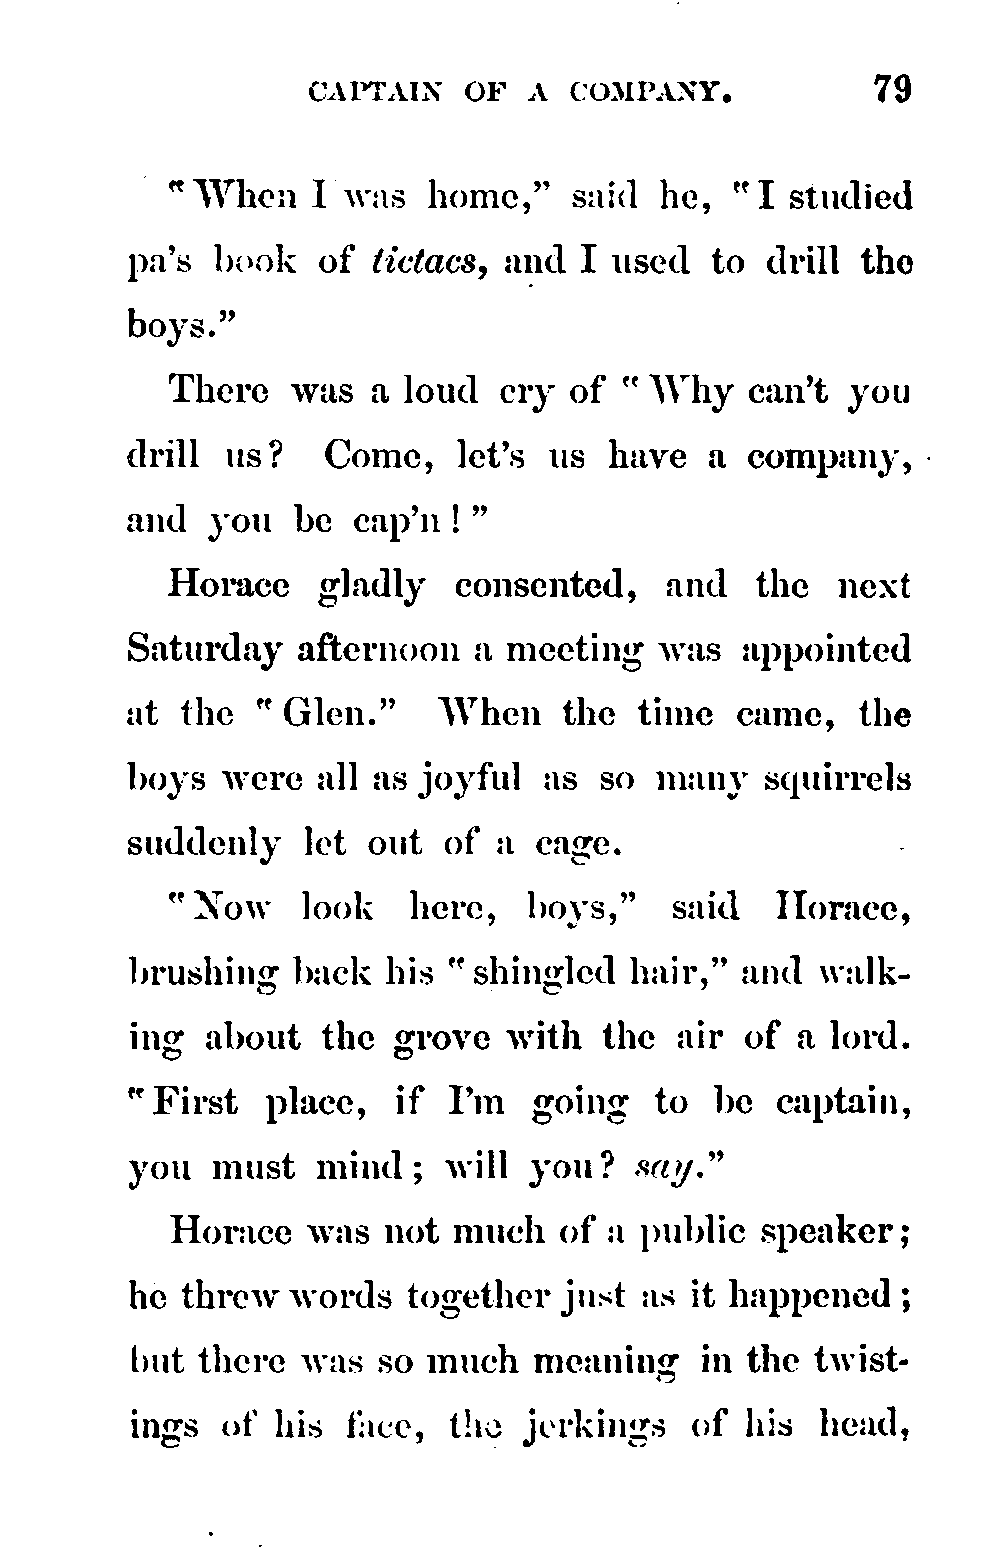 CAPTAIN OF A COMPANY. 79
"When I was home," said he, "I studied
pa's book of tictacs, and I used to drill the
boys."
There was a loud cry of "Why can't you
drill us? Come, let's us have a company,
and you be cap'n!"
Horace gladly consented, and the next
Saturday afternoon a meeting was appointed
at the "Glen." When the time came, the
boys were all as joyful as so many squirrels
suddenly let out of a cage.
"Now look here, boys," said Horace,
brushing back his "shingled hair," and walk-
ing about the grove with the air of a lord.
"First place, if I'm going to be captain,
you must mind; will you? say."
Horace was not much of a public speaker;
he threw words together just as it happened;
but there was so much meaning in the twist-
ings of his face, the jerkings of his head,